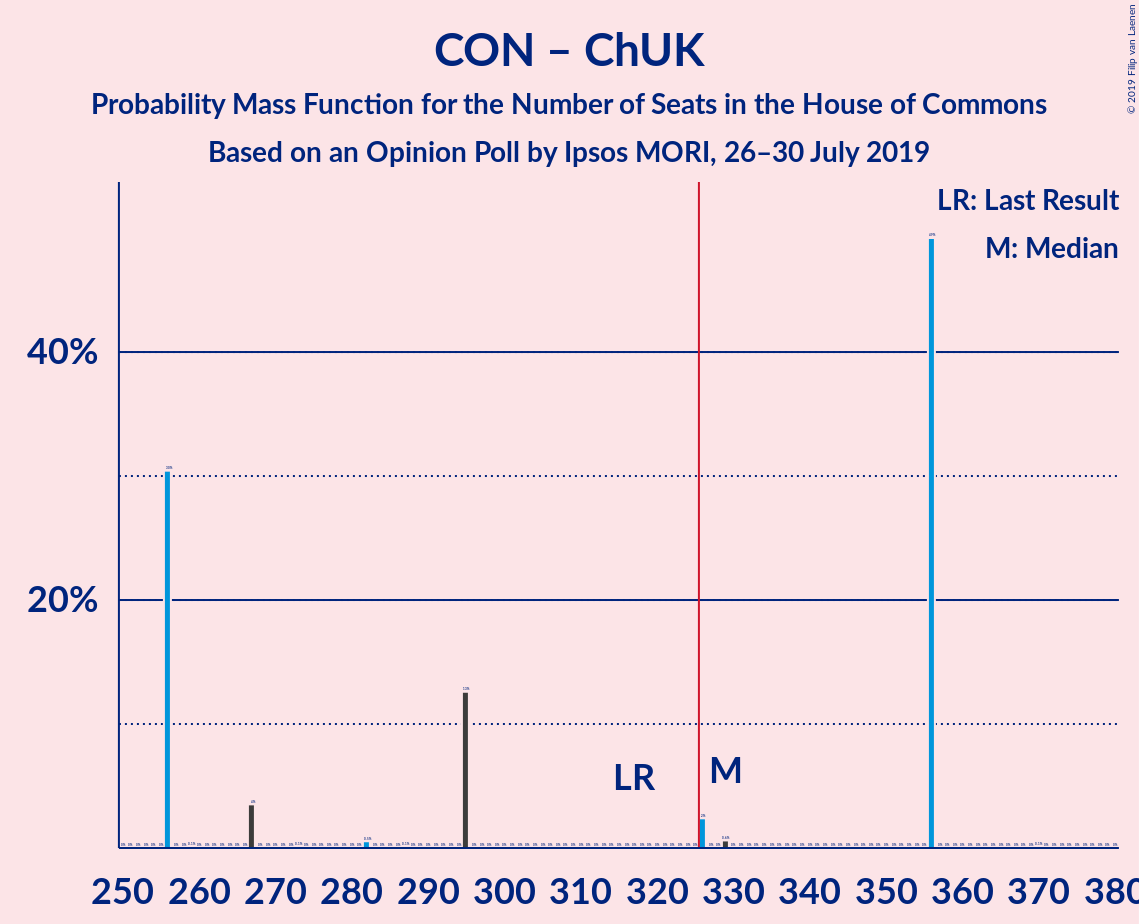 CON – ChUK
Probability Mass Function for the Number of Seats in the House of Commons
Based on an Opinion Poll by Ipsos MORI, 26–30 July 2019
© 2019 Filip van Laenen
LR: Last Result
M: Median
40%
20%
LR
M
250 260 270 280 290 300 310 320 330 340 350 360 370 380